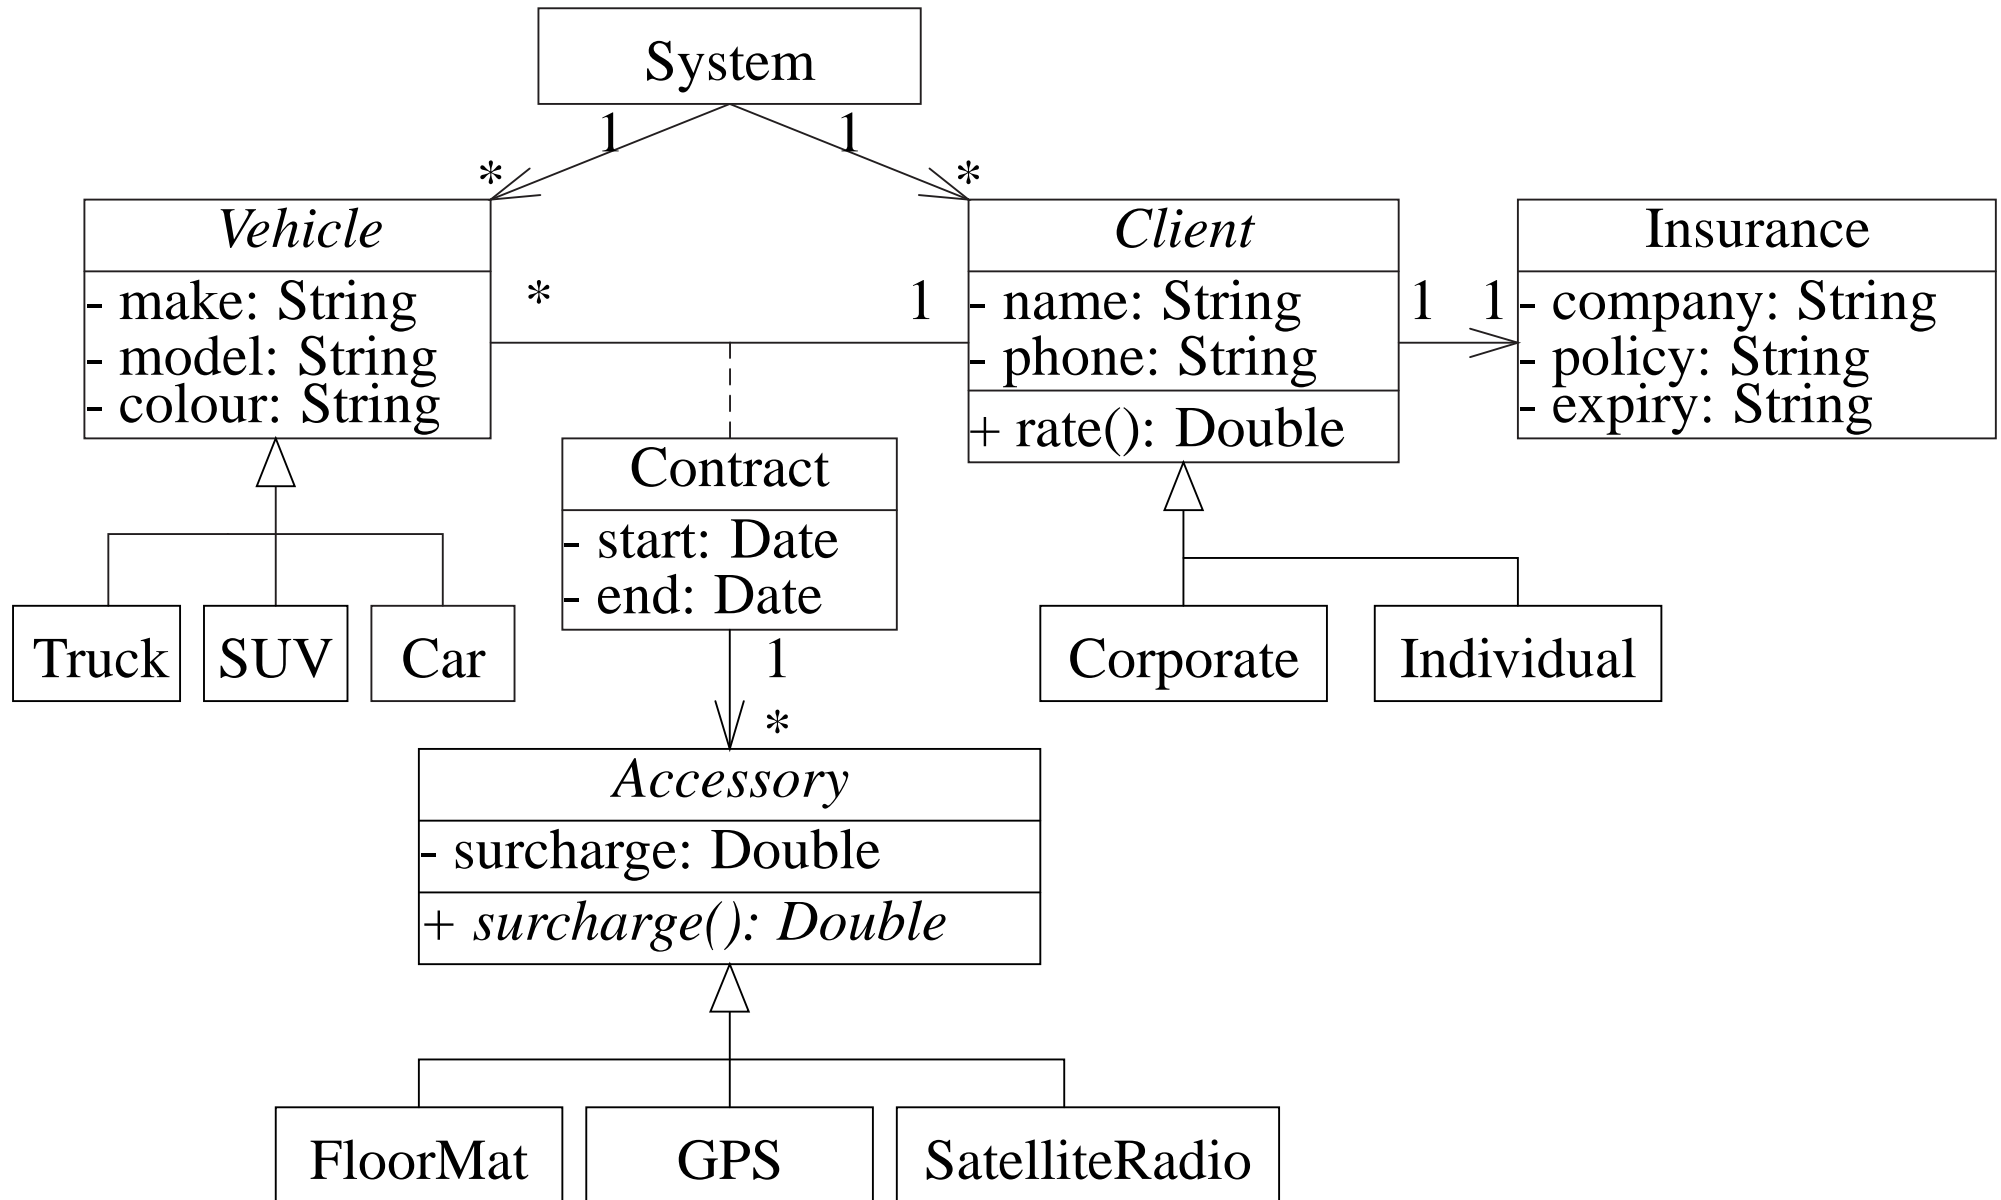 System
1
1
*
*
Vehicle
- make: String
- model: String
- colour: String
*
1
Client
- name: String
- phone: String
+ rate(): Double
1
1
Insurance
- company: String
- policy: String
- expiry: String
Contract
- start: Date
- end: Date
Truck
SUV
Car
1
*
Corporate
Individual
Accessory
- surcharge: Double
+ surcharge(): Double
FloorMat
GPS
SatelliteRadio